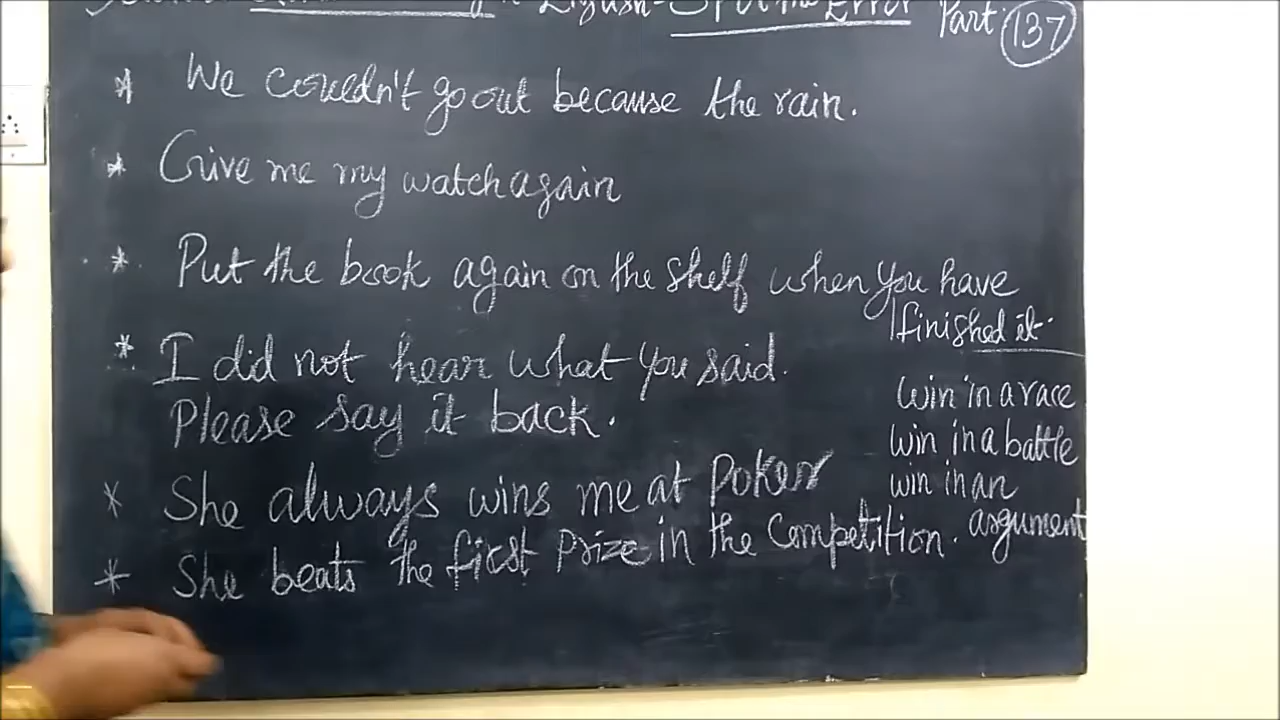 English - Spot the Error Part: 137
* We couldn't go out because the rain.
* Give me my watch again
* Put the book again on the shelf when you have
finished it.
* I did not hear what you said.
Please say it back.
win in a race
win in a battle
win in an
argument
* She always wins me at Poker
* She beats the first Prize in the Competition.